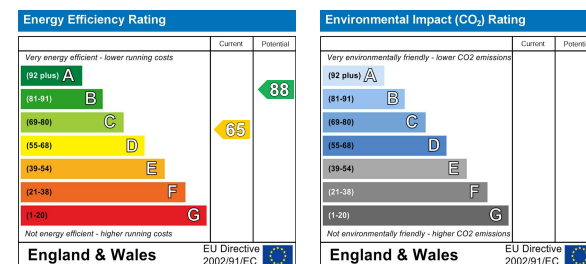 Energy Efficiency Rating
Current Potential
Very energy efficient - lower running costs
(92 plus) A
(81-91) B
88
(69-80) C
65
(55-68) D
(39-54) E
(21-38) F
(1-20) G
Not energy efficient - higher running costs
England & Wales
EU Directive
2002/91/EC
Environmental Impact (CO₂) Rating
Current Potential
Very environmentally friendly - lower CO2 emissions
(92 plus) A
(81-91) B
(69-80) C
(55-68) D
(39-54) E
(21-38) F
(1-20) G
Not environmentally friendly - higher CO2 emissions
England & Wales
EU Directive
2002/91/EC